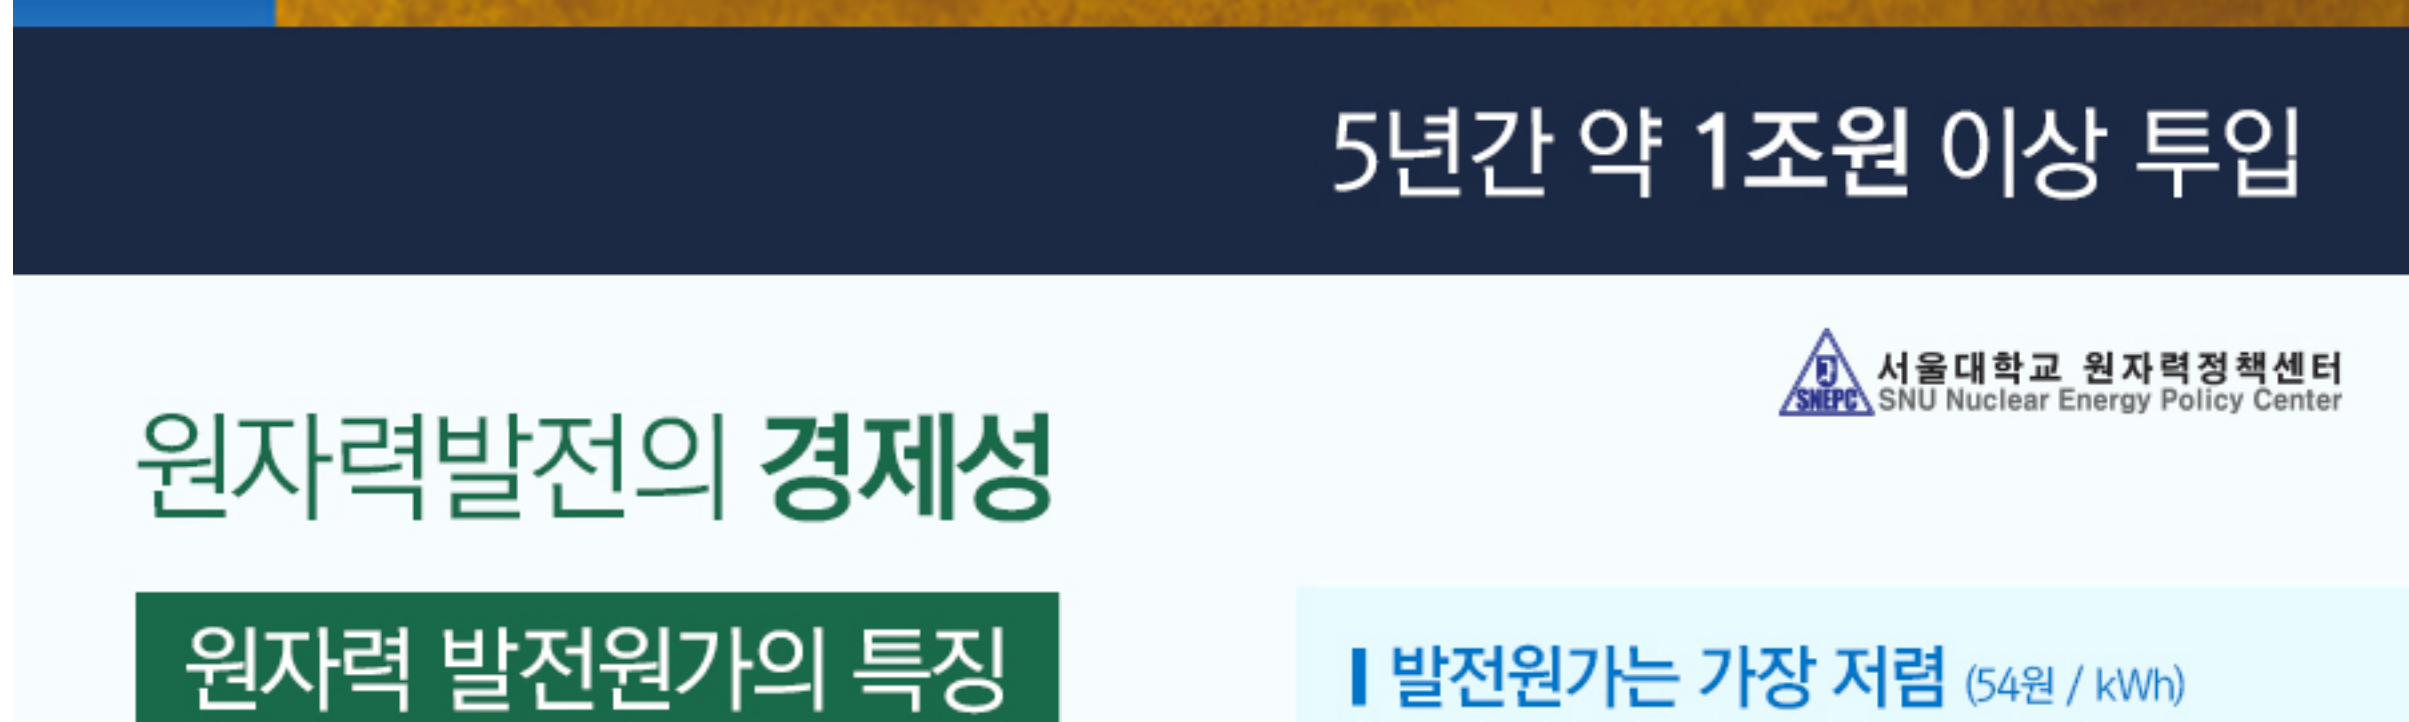 5년간 약 1조원 이상 투입
SNEPC
서울대학교 원자력정책센터
SNU Nuclear Energy Policy Center
원자력발전의 경제성
원자력 발전원가의 특징
발전원가는 가장 저렴 (54원 / kWh)